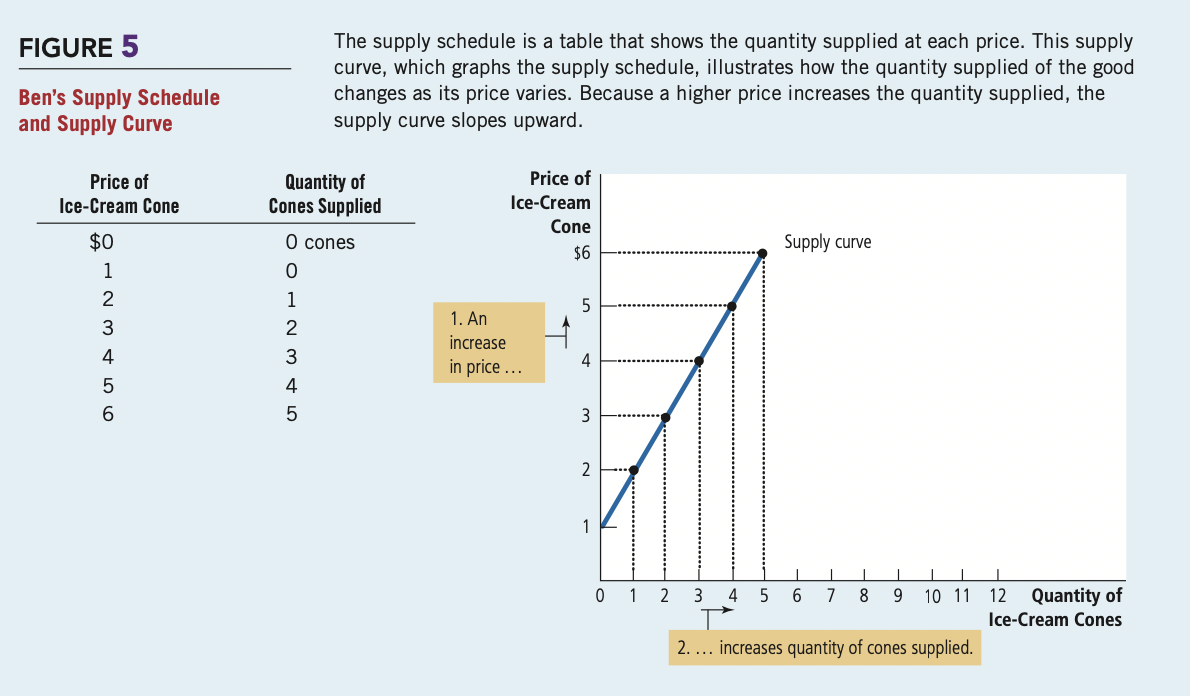 FIGURE 5
Ben's Supply Schedule
and Supply Curve
The supply schedule is a table that shows the quantity supplied at each price. This supply
curve, which graphs the supply schedule, illustrates how the quantity supplied of the good
changes as its price varies. Because a higher price increases the quantity supplied, the
supply curve slopes upward.
Price of Quantity of
Ice-Cream Cone Cones Supplied
$0 0 cones
1 0
2 1
3 2
4 3
5 4
6 5
Price of
Ice-Cream
Cone
$6
5
4
3
2
1
Supply curve
1. An
increase
in price …
0 1 2 3 4 5 6 7 8 9 10 11 12 Quantity of
Ice-Cream Cones
2. … increases quantity of cones supplied.